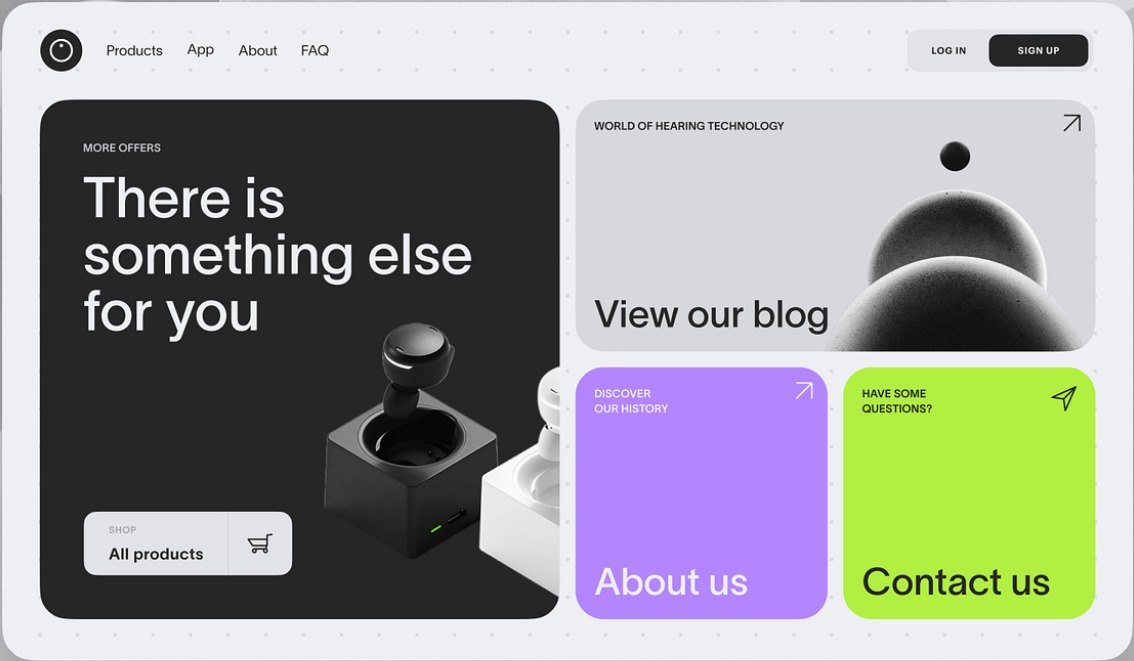 Products
App
About
FAQ
LOG IN
SIGN UP
MORE OFFERS
There is
something else
for you
SHOP
All products
WORLD OF HEARING TECHNOLOGY
View our blog
DISCOVER
OUR HISTORY
About us
HAVE SOME
QUESTIONS?
Contact us